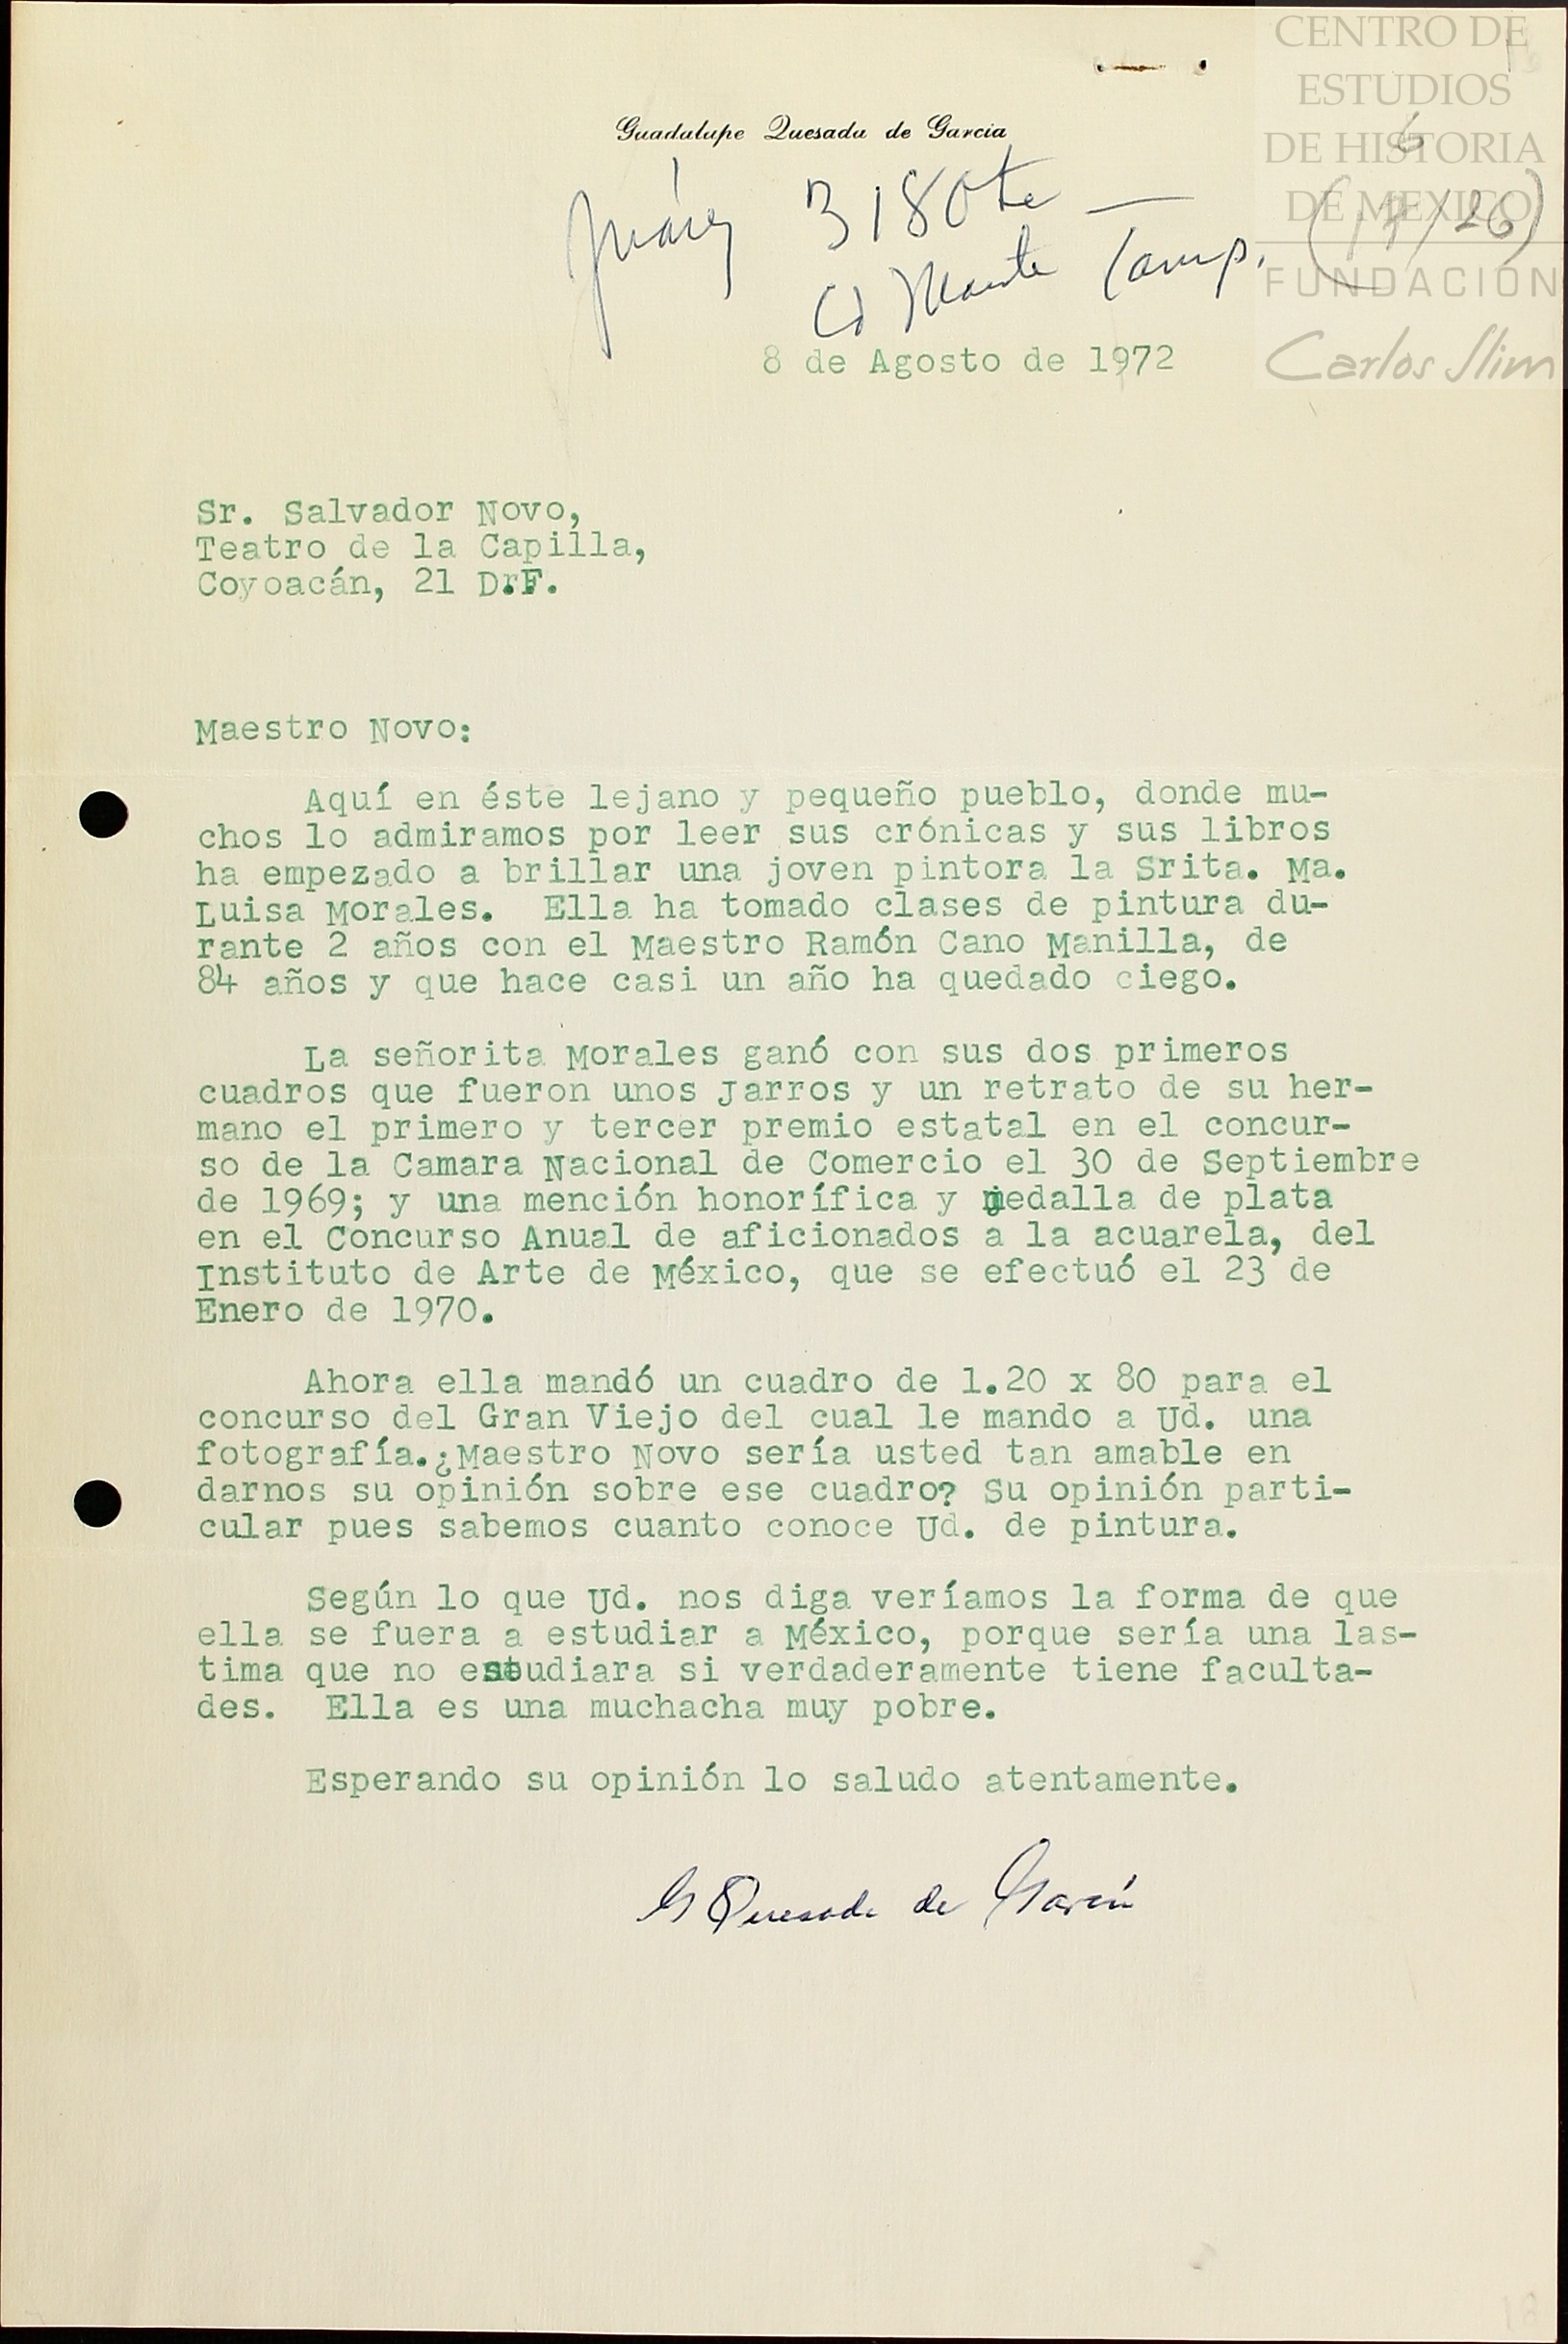 CENTRO DE
ESTUDIOS
DE HISTORIA
DE MEXICO
FUNDACIÓN
Carlos Slim
6
(17/26)
Guadalupe Quesada de Garcia
Juárez 318 Ote —
Cd Mante Tamp.
8 de Agosto de 1972
Sr. Salvador Novo,
Teatro de la Capilla,
Coyoacán, 21 D.F.
Maestro Novo:
Aquí en éste lejano y pequeño pueblo, donde mu-
chos lo admiramos por leer sus crónicas y sus libros
ha empezado a brillar una joven pintora la Srita. Ma.
Luisa Morales. Ella ha tomado clases de pintura du-
rante 2 años con el Maestro Ramón Cano Manilla, de
84 años y que hace casi un año ha quedado ciego.
La señorita Morales ganó con sus dos primeros
cuadros que fueron unos Jarros y un retrato de su her-
mano el primero y tercer premio estatal en el concur-
so de la Camara Nacional de Comercio el 30 de Septiembre
de 1969; y una mención honorífica y medalla de plata
en el Concurso Anual de aficionados a la acuarela, del
Instituto de Arte de México, que se efectuó el 23 de
Enero de 1970.
Ahora ella mandó un cuadro de 1.20 x 80 para el
concurso del Gran Viejo del cual le mando a Ud. una
fotografía.¿Maestro Novo sería usted tan amable en
darnos su opinión sobre ese cuadro? Su opinión parti-
cular pues sabemos cuanto conoce Ud. de pintura.
Según lo que Ud. nos diga veríamos la forma de que
ella se fuera a estudiar a México, porque sería una las-
tima que no estudiara si verdaderamente tiene faculta-
des. Ella es una muchacha muy pobre.
Esperando su opinión lo saludo atentamente.
G Quesada de García
18